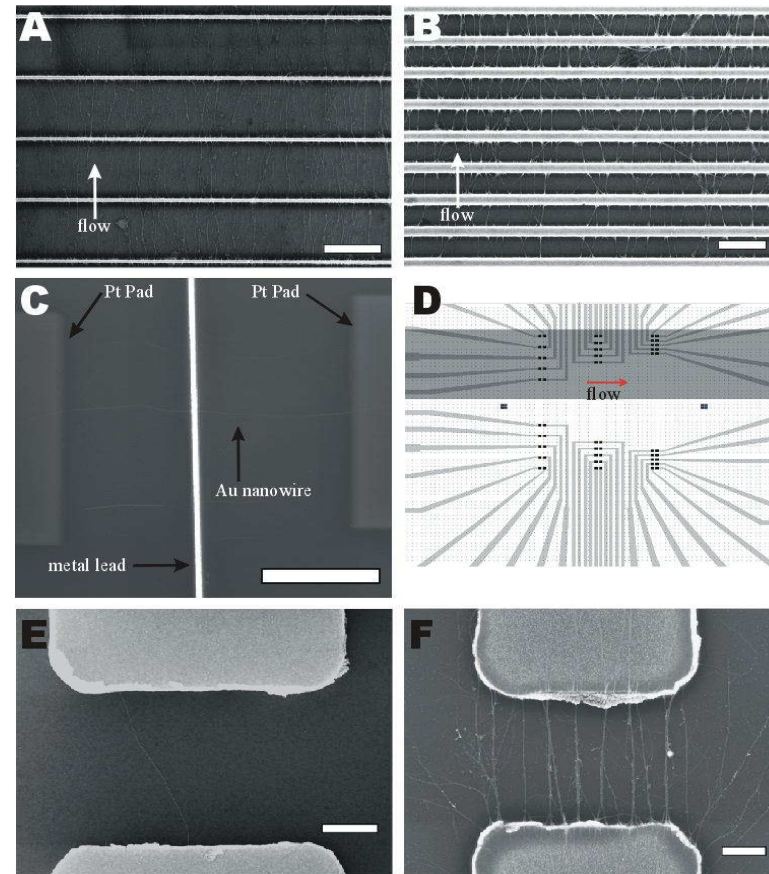 A
flow
B
flow
C
Pt Pad
Pt Pad
Au nanowire
metal lead
D
flow
E
F